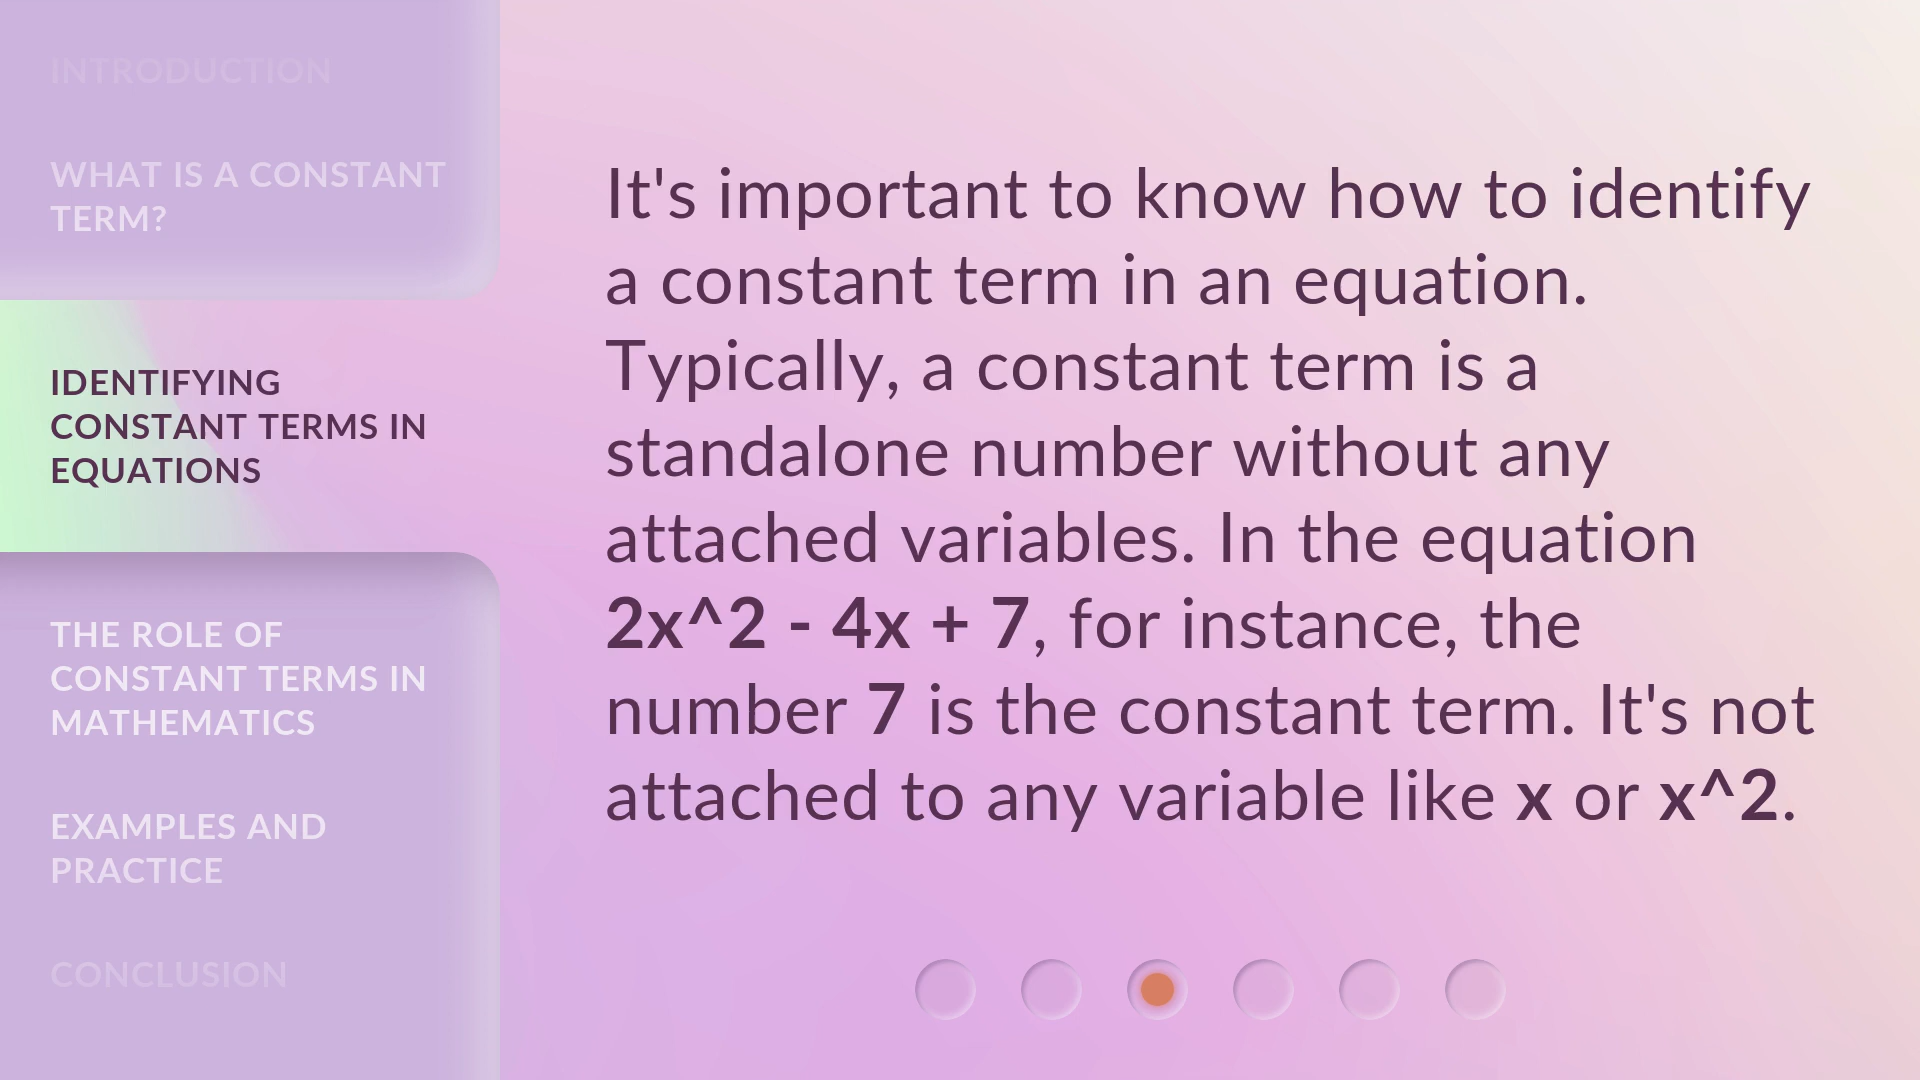 INTRODUCTION
WHAT IS A CONSTANT
TERM?
IDENTIFYING
CONSTANT TERMS IN
EQUATIONS
THE ROLE OF
CONSTANT TERMS IN
MATHEMATICS
EXAMPLES AND
PRACTICE
CONCLUSION
It's important to know how to identify
a constant term in an equation.
Typically, a constant term is a
standalone number without any
attached variables. In the equation
2x^2 - 4x + 7, for instance, the
number 7 is the constant term. It's not
attached to any variable like x or x^2.